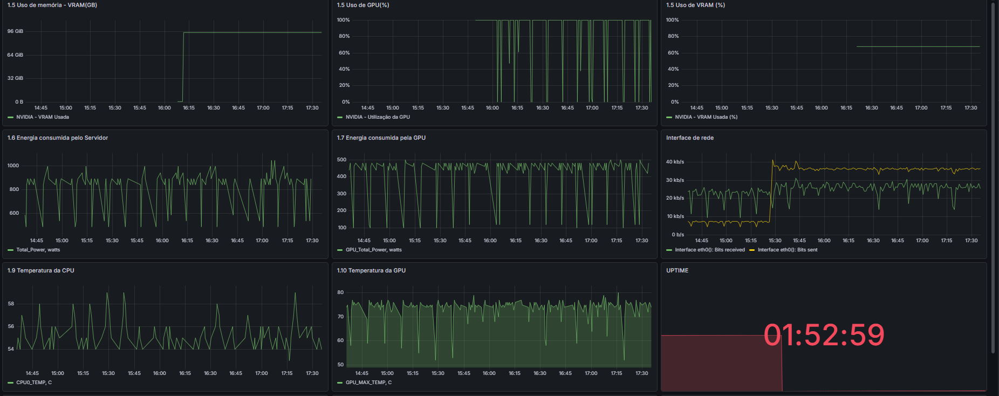 1.5 Uso de memória - VRAM(GB)
96 GiB
64 GiB
32 GiB
0 B
14:45 15:00 15:15 15:30 15:45 16:00 16:15 16:30 16:45 17:00 17:15 17:30
NVIDIA - VRAM Usada
1.5 Uso de GPU(%)
100%
80%
60%
40%
20%
0%
14:45 15:00 15:15 15:30 15:45 16:00 16:15 16:30 16:45 17:00 17:15 17:30
NVIDIA - Utilização da GPU
1.5 Uso de VRAM (%)
100%
80%
60%
40%
20%
0%
14:45 15:00 15:15 15:30 15:45 16:00 16:15 16:30 16:45 17:00 17:15 17:30
NVIDIA - VRAM Usada (%)
1.6 Energia consumida pelo Servidor
1000
800
600
14:45 15:00 15:15 15:30 15:45 16:00 16:15 16:30 16:45 17:00 17:15 17:30
Total_Power, watts
1.7 Energia consumida pela GPU
500
400
300
200
100
14:45 15:00 15:15 15:30 15:45 16:00 16:15 16:30 16:45 17:00 17:15 17:30
GPU_Total_Power, watts
Interface de rede
40 kb/s
30 kb/s
20 kb/s
10 kb/s
0 b/s
14:45 15:00 15:15 15:30 15:45 16:00 16:15 16:30 16:45 17:00 17:15 17:30
Interface eth0(): Bits received Interface eth0(): Bits sent
1.9 Temperatura da CPU
58
56
54
14:45 15:00 15:15 15:30 15:45 16:00 16:15 16:30 16:45 17:00 17:15 17:30
CPU0_TEMP, C
1.10 Temperatura da GPU
80
70
60
50
14:45 15:00 15:15 15:30 15:45 16:00 16:15 16:30 16:45 17:00 17:15 17:30
GPU_MAX_TEMP, C
UPTIME
01:52:59